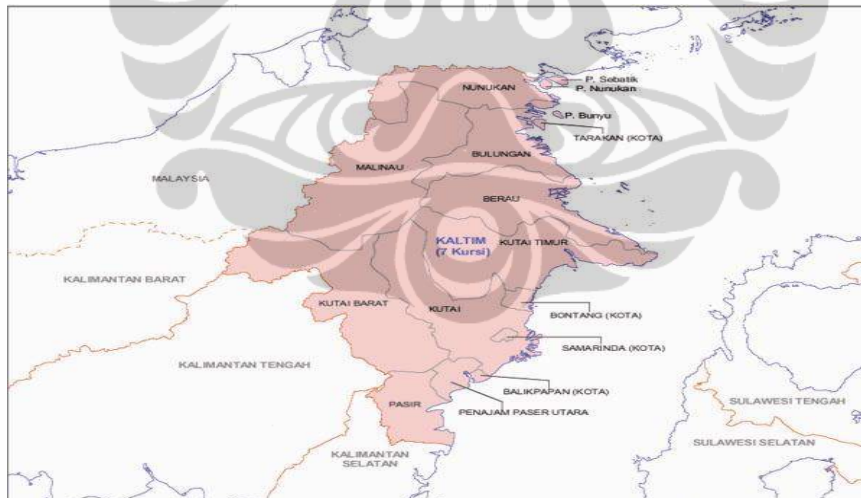 P. Sebatik
NUNUKAN
P. Nunukan
P. Bunyu
TARAKAN (KOTA)
BULUNGAN
MALINAU
MALAYSIA
BERAU
KALTIM
(7 Kursi)
KUTAI TIMUR
KALIMANTAN BARAT
KUTAI BARAT
KUTAI
BONTANG (KOTA)
SAMARINDA (KOTA)
KALIMANTAN TENGAH
BALIKPAPAN (KOTA)
PASIR
PENAJAM PASER UTARA
SULAWESI TENGAH
SULAWESI SELATAN
KALIMANTAN
SELATAN